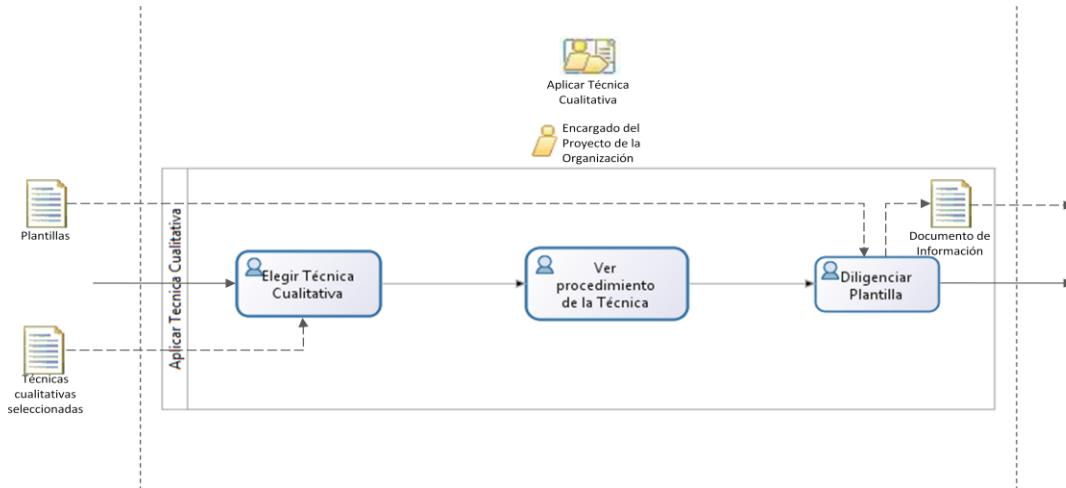 Aplicar Técnica
Cualitativa
Encargado del
Proyecto de la
Organización
Plantillas
Aplicar Tecnica Cualitativa
Documento de
Información
Elegir Técnica
Cualitativa
Ver
procedimiento
de la Técnica
Diligenciar
Plantilla
Técnicas
cualitativas
seleccionadas